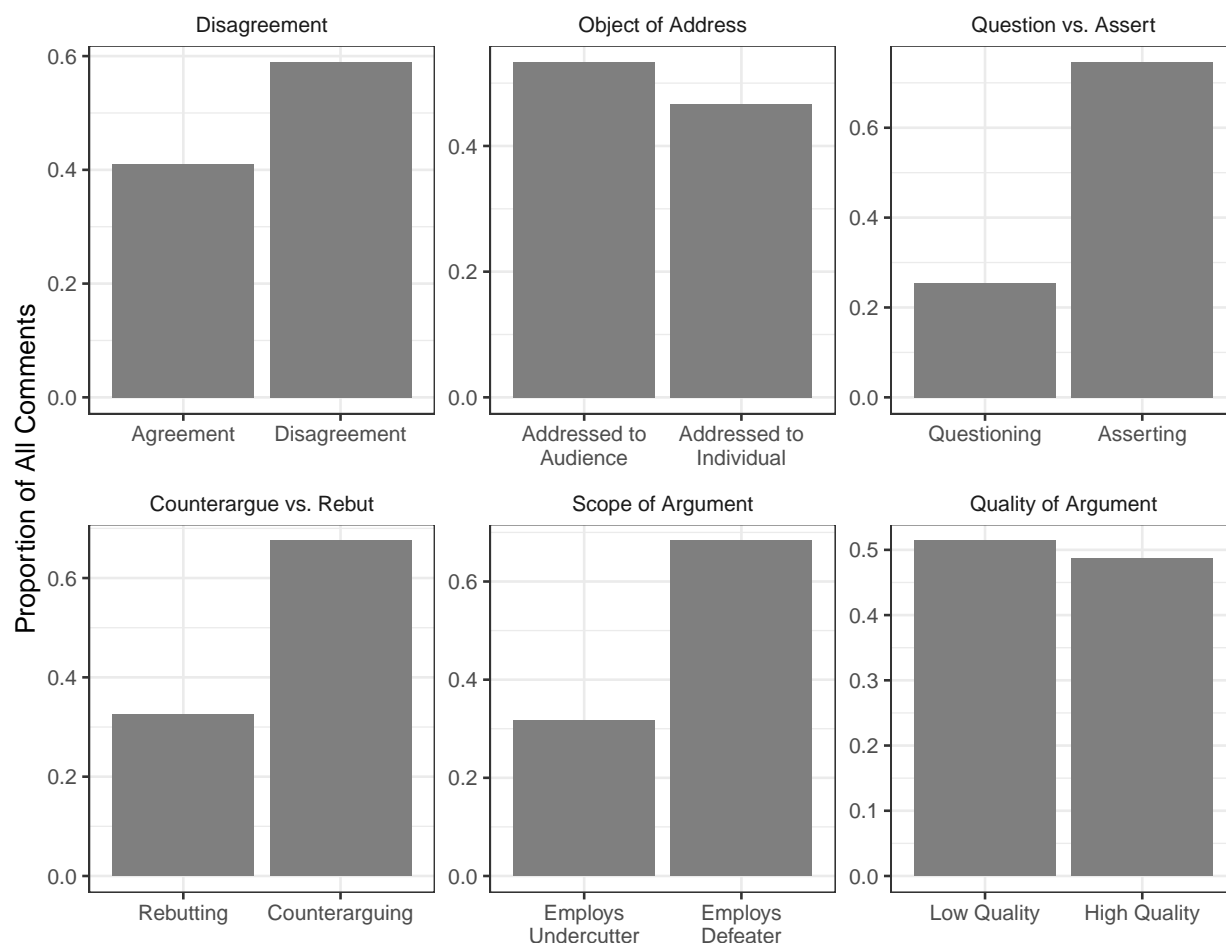 Disagreement
Object of Address
Question vs. Assert
Proportion of All Comments
0.6
0.4
0.2
0.0
Agreement
Disagreement
0.4
0.2
0.0
Addressed to
Audience
Addressed to
Individual
0.6
0.4
0.2
0.0
Questioning
Asserting
Counterargue vs. Rebut
Scope of Argument
Quality of Argument
0.6
0.4
0.2
0.0
Rebutting
Counterarguing
0.6
0.4
0.2
0.0
Employs
Undercutter
Employs
Defeater
0.5
0.4
0.3
0.2
0.1
0.0
Low Quality
High Quality